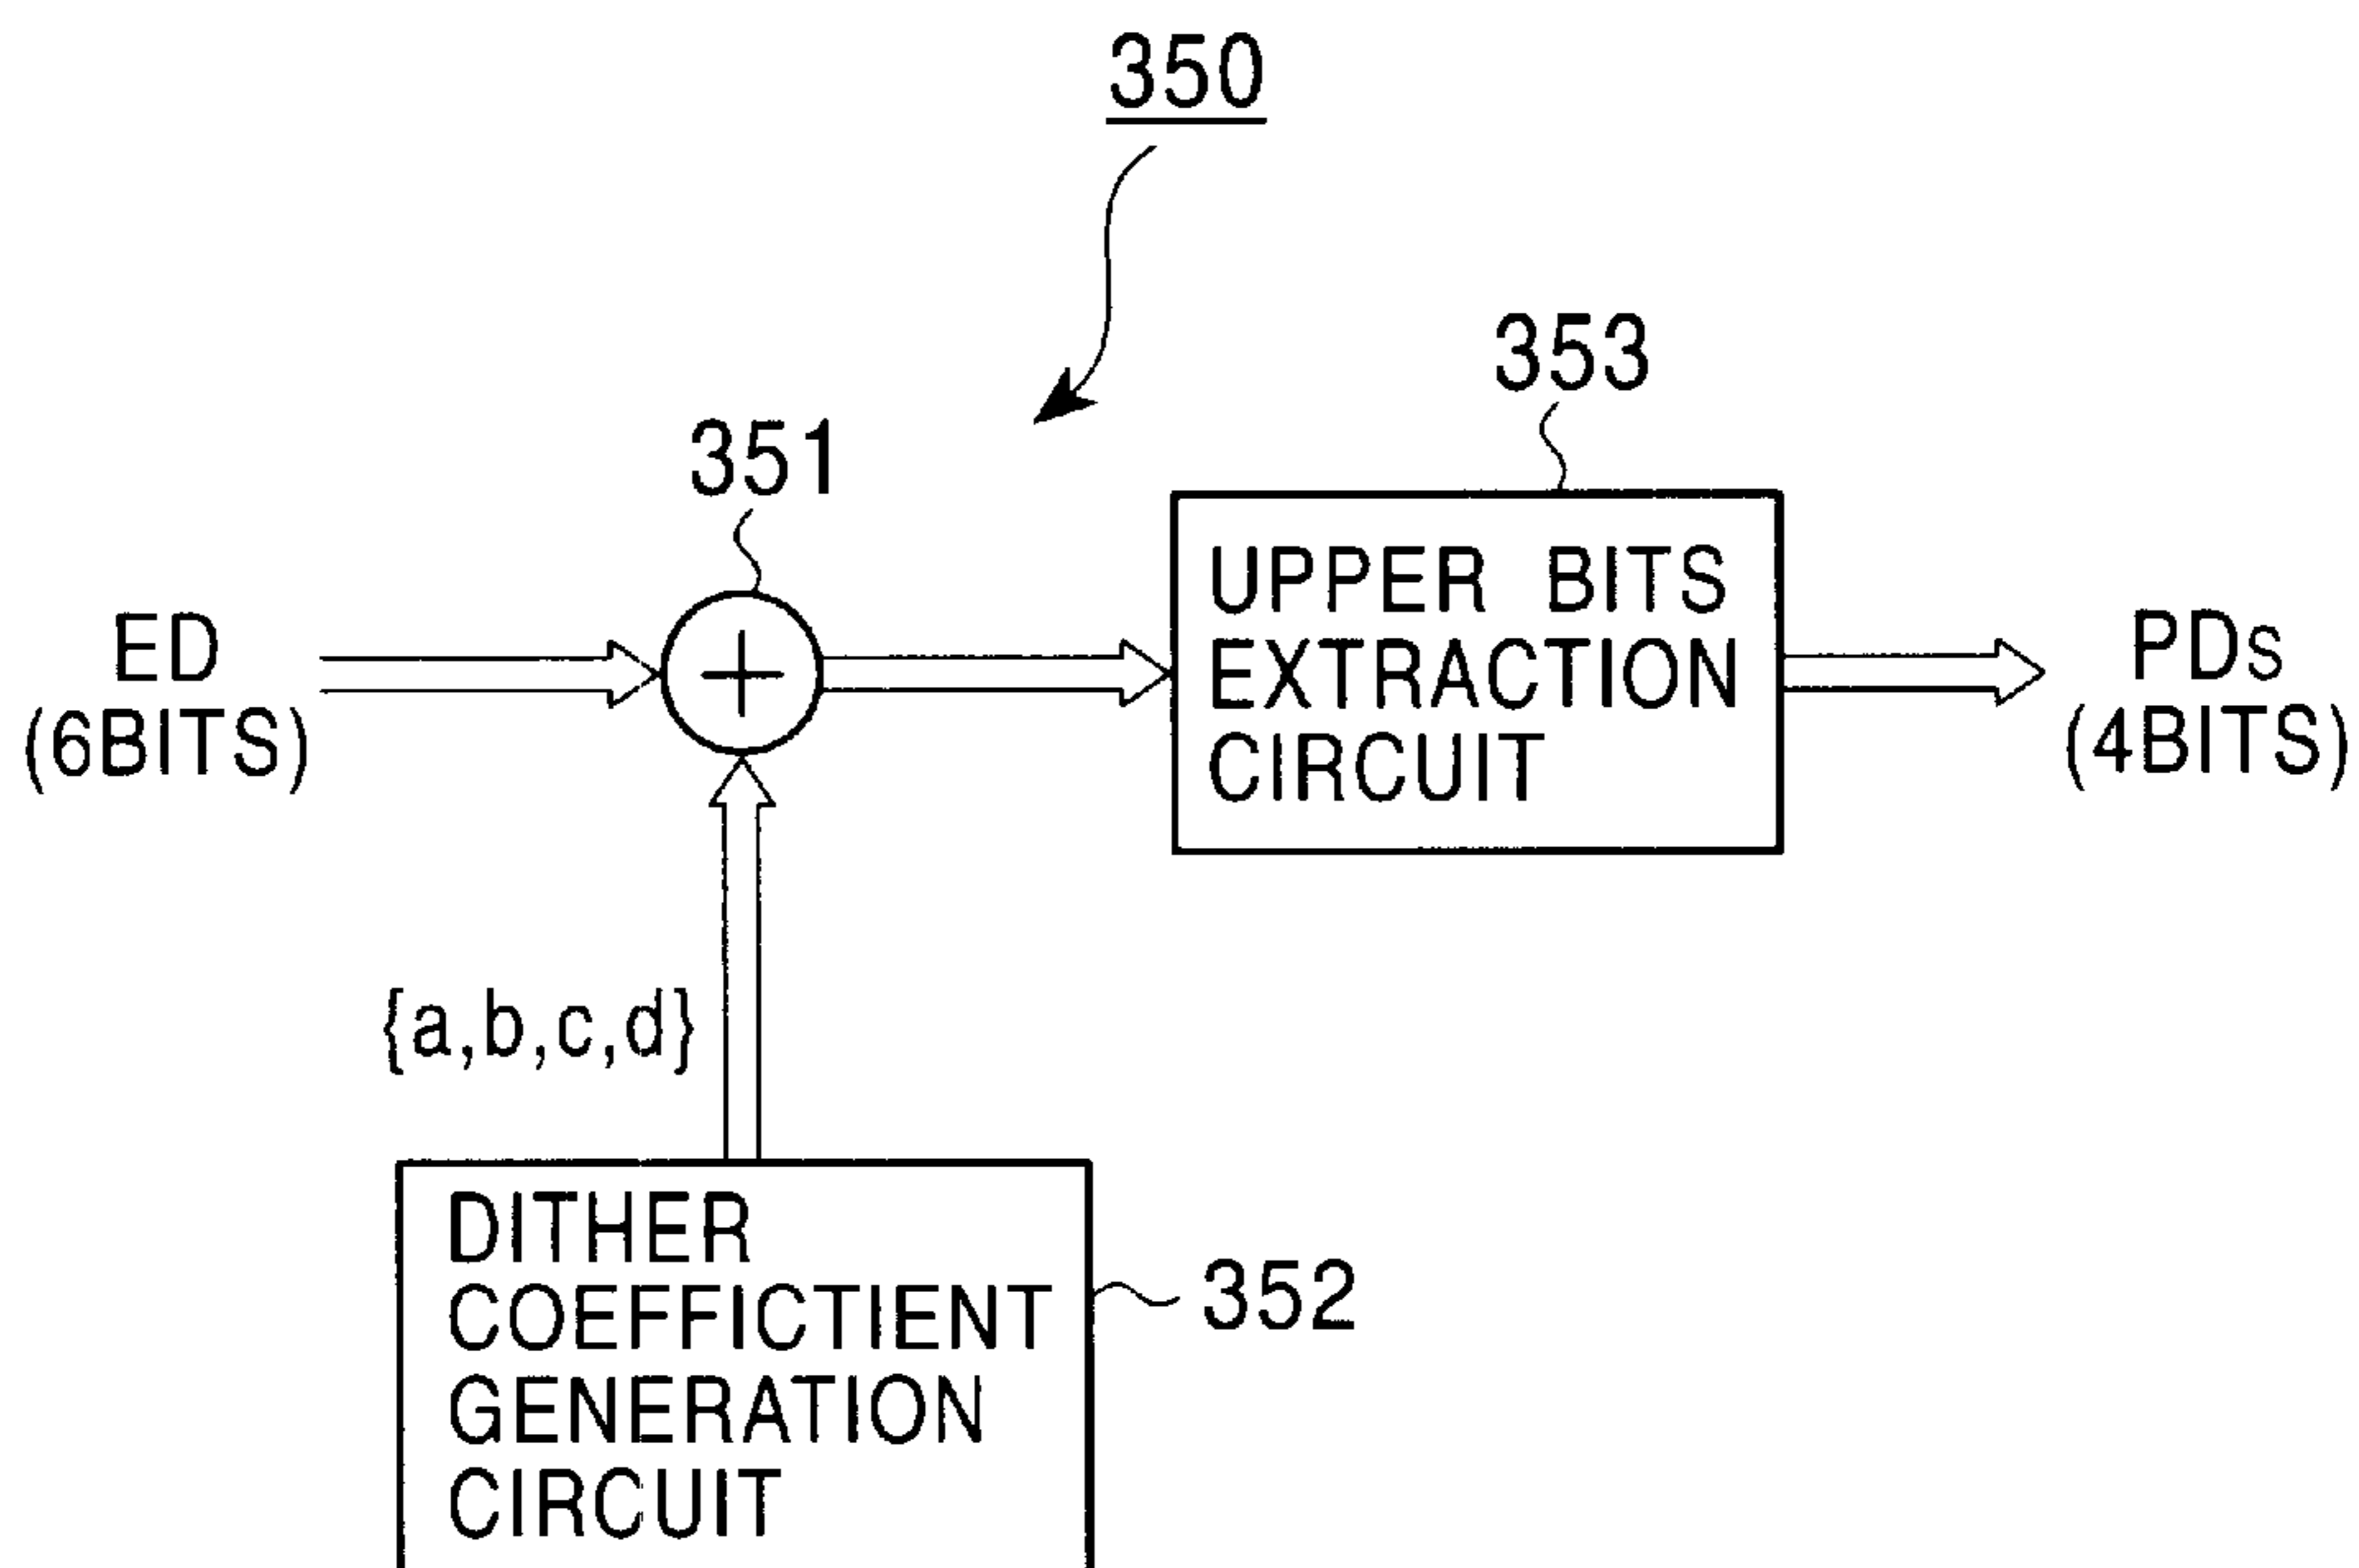 350
353
351
UPPER BITS
EXTRACTION
CIRCUIT
ED
(6BITS)
PDs
(4BITS)
{a,b,c,d}
DITHER
COEFFICTIENT
GENERATION
CIRCUIT
352